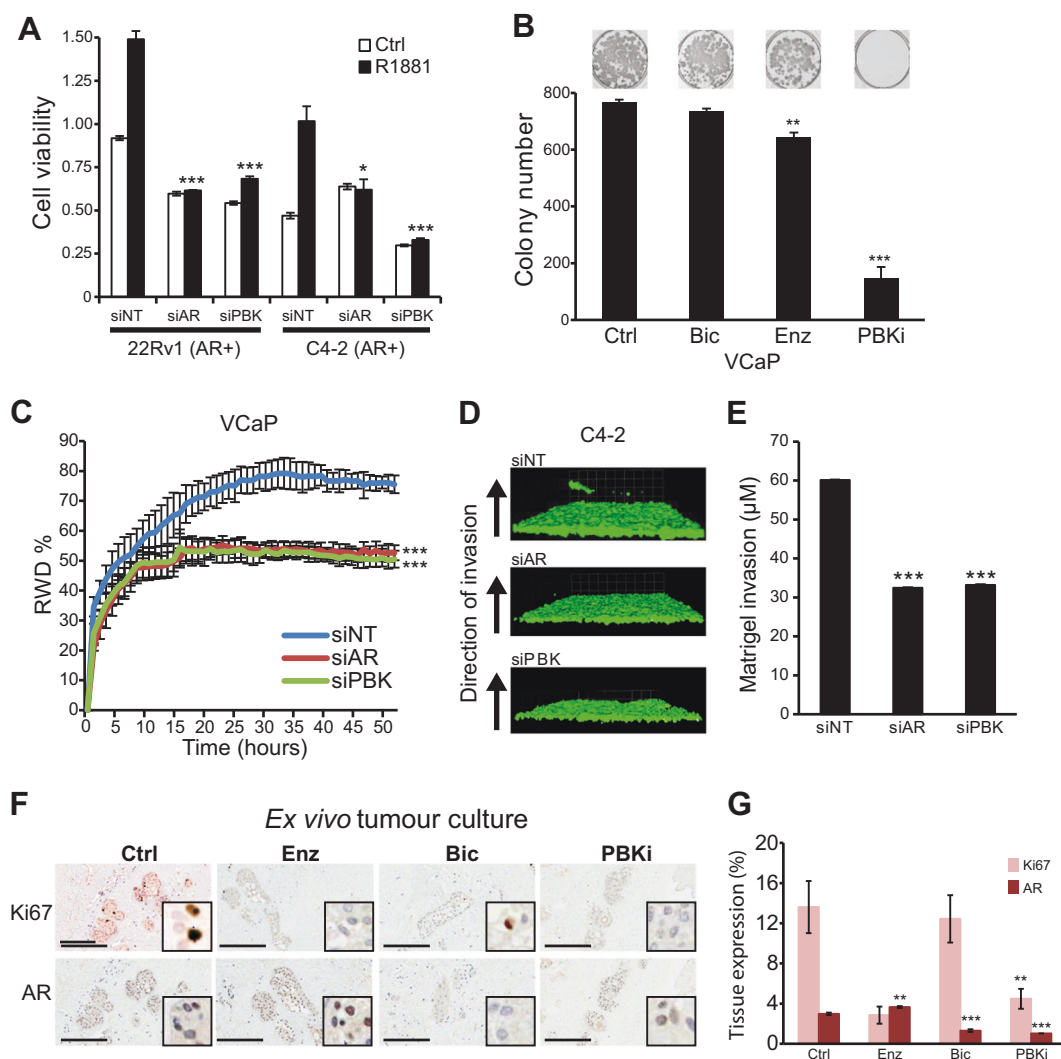 A
Cell viability
1.50
1.25
1.00
0.75
0.50
0.25
0
Ctrl
R1881
***
***
*
***
siNT
siAR
siPBK
siNT
siAR
siPBK
22Rv1 (AR+)
C4-2 (AR+)
B
Colony number
800
600
400
200
0
**
***
Ctrl
Bic
Enz
PBKi
VCaP
C
VCaP
RWD %
90
80
70
60
50
40
30
20
10
0
***
***
siNT
siAR
siPBK
0 5 10 15 20 25 30 35 40 45 50
Time (hours)
D
C4-2
Direction of invasion
siNT
siAR
siPBK
E
Matrigel invasion (µM)
70
60
50
40
30
20
10
0
***
***
siNT
siAR
siPBK
F
Ex vivo tumour culture
Ctrl
Enz
Bic
PBKi
Ki67
AR
G
Tissue expression (%)
20
16
12
8
4
0
Ki67
AR
**
***
**
***
Ctrl
Enz
Bic
PBKi